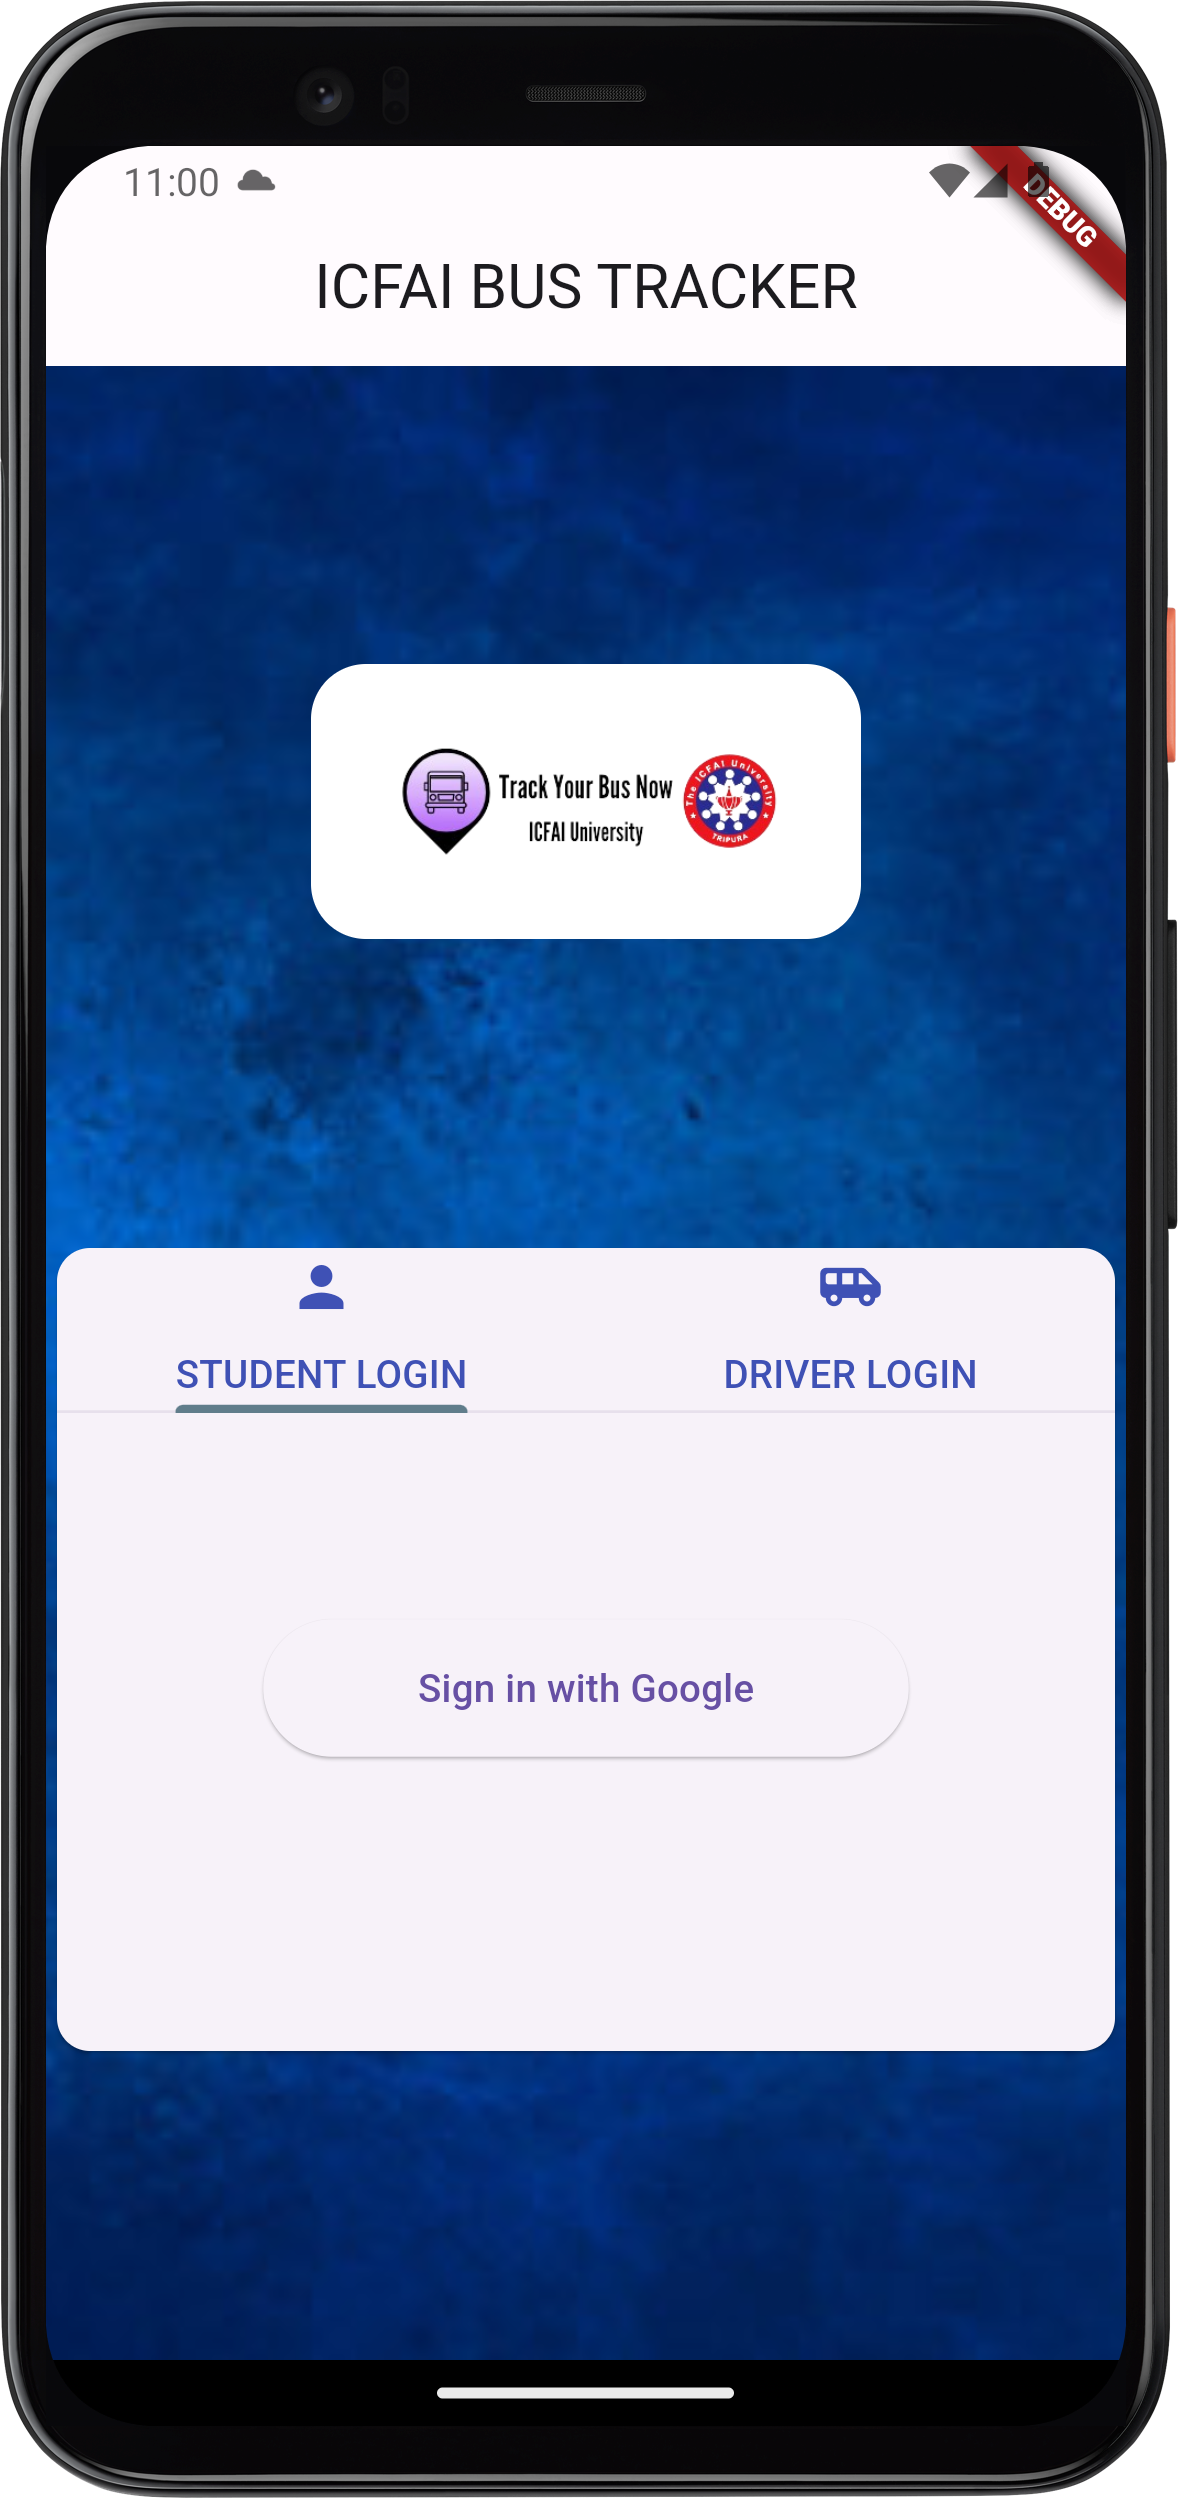 11:00
DEBUG
ICFAI BUS TRACKER
Track Your Bus Now
ICFAI University
The ICFAI University
TRIPURA
STUDENT LOGIN
DRIVER LOGIN
Sign in with Google